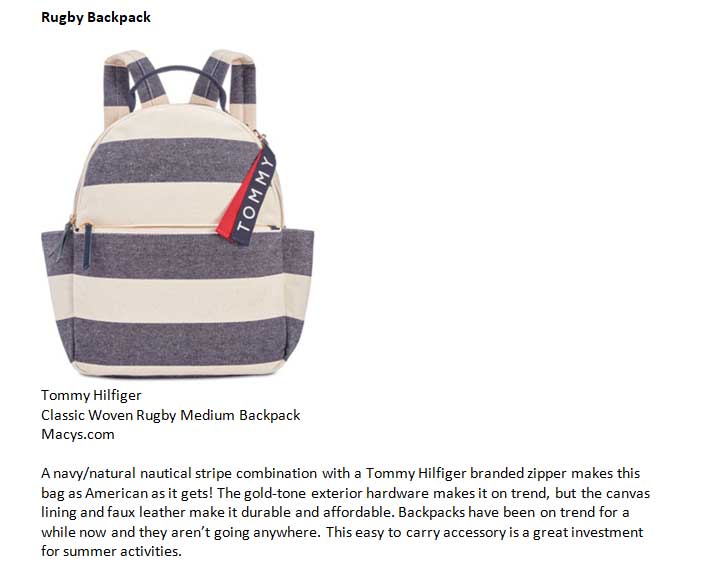 Rugby Backpack
TOMMY
Tommy Hilfiger
Classic Woven Rugby Medium Backpack
Macys.com
A navy/natural nautical stripe combination with a Tommy Hilfiger branded zipper makes this
bag as American as it gets! The gold-tone exterior hardware makes it on trend, but the canvas
lining and faux leather make it durable and affordable. Backpacks have been on trend for a
while now and they aren’t going anywhere. This easy to carry accessory is a great investment
for summer activities.